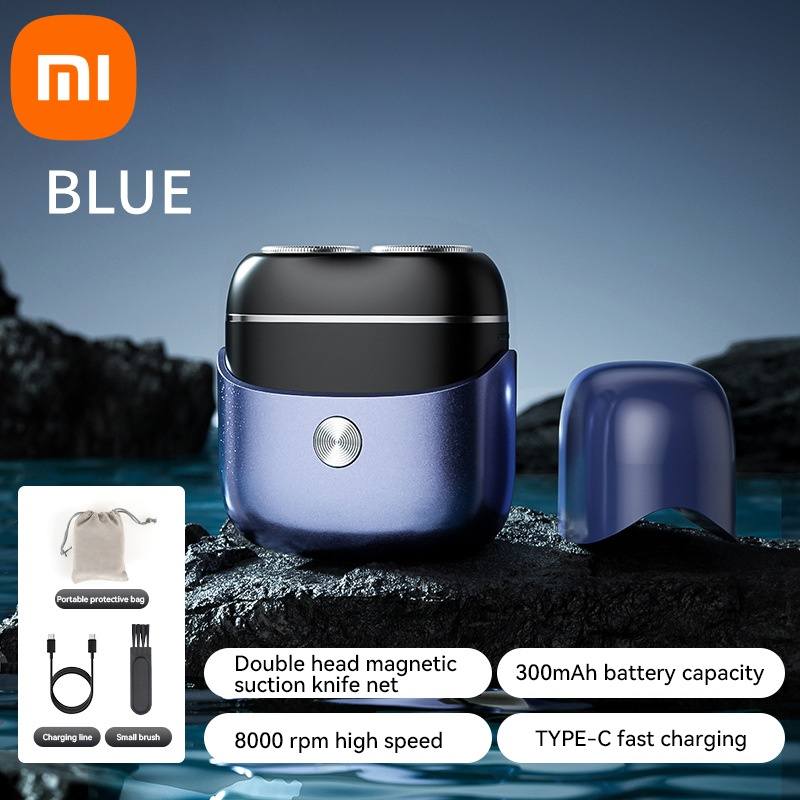 mi
BLUE
Portable protective bag
Charging line
Small brush
Double head magnetic
suction knife net
300mAh battery capacity
8000 rpm high speed
TYPE-C fast charging